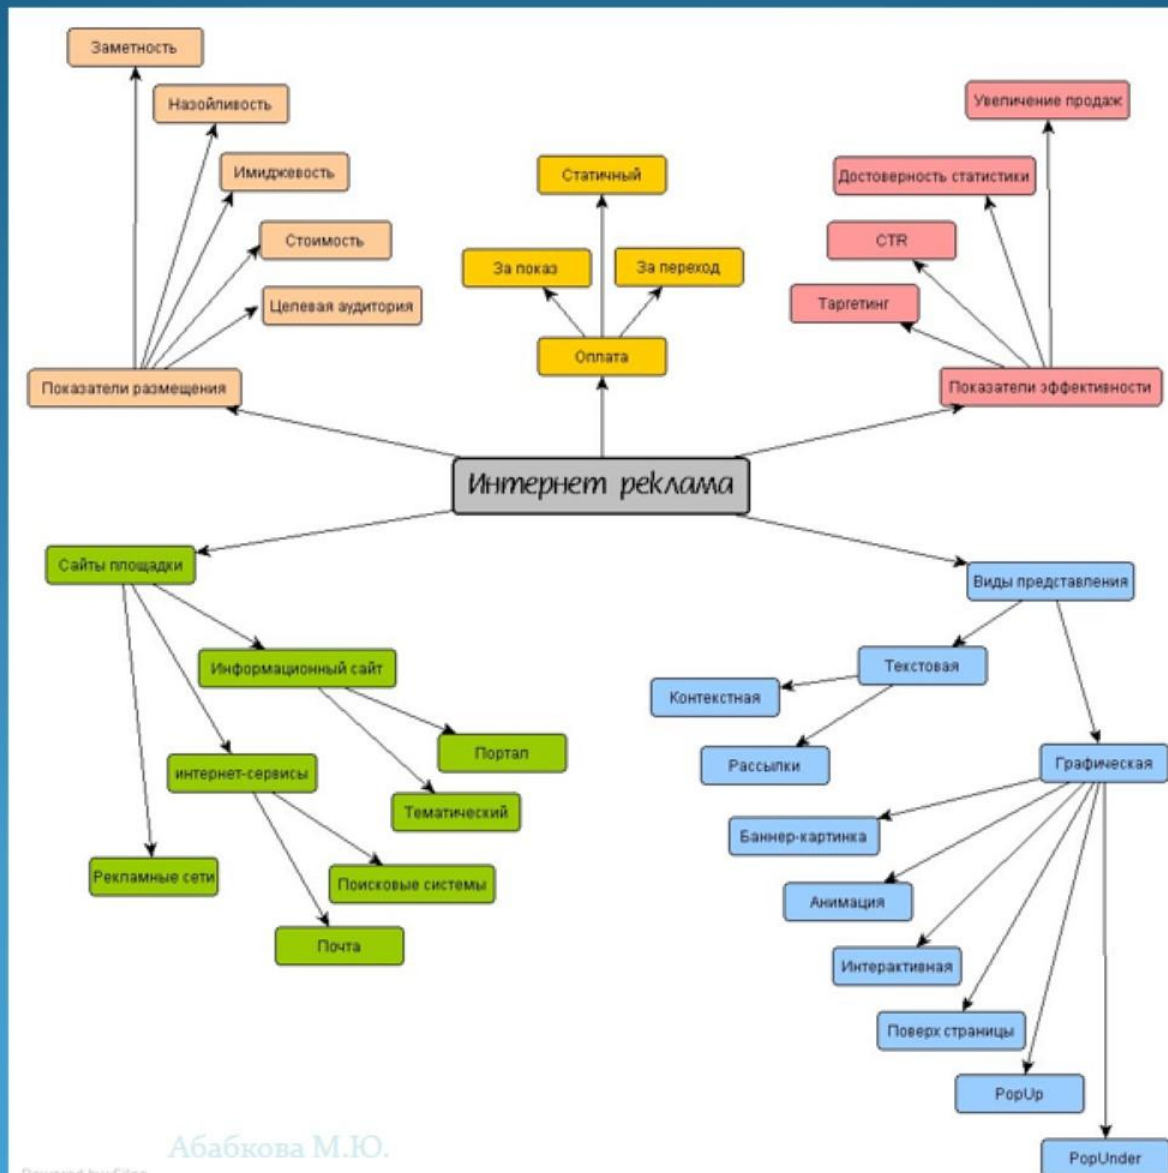 Заметность
Назойливость
Имиджевость
Стоимость
Целевая аудитория
Показатели размещения
Статичный
За показ
За переход
Оплата
Увеличение продаж
Достоверность статистики
CTR
Таргетинг
Показатели эффективности
Интернет реклама
Сайты площадки
Информационный сайт
Портал
Тематический
интернет-сервисы
Поисковые системы
Почта
Рекламные сети
Виды представления
Текстовая
Контекстная
Рассылки
Графическая
Баннер-картинка
Анимация
Интерактивная
Поверх страницы
PopUp
PopUnder
Абабкова М.Ю.